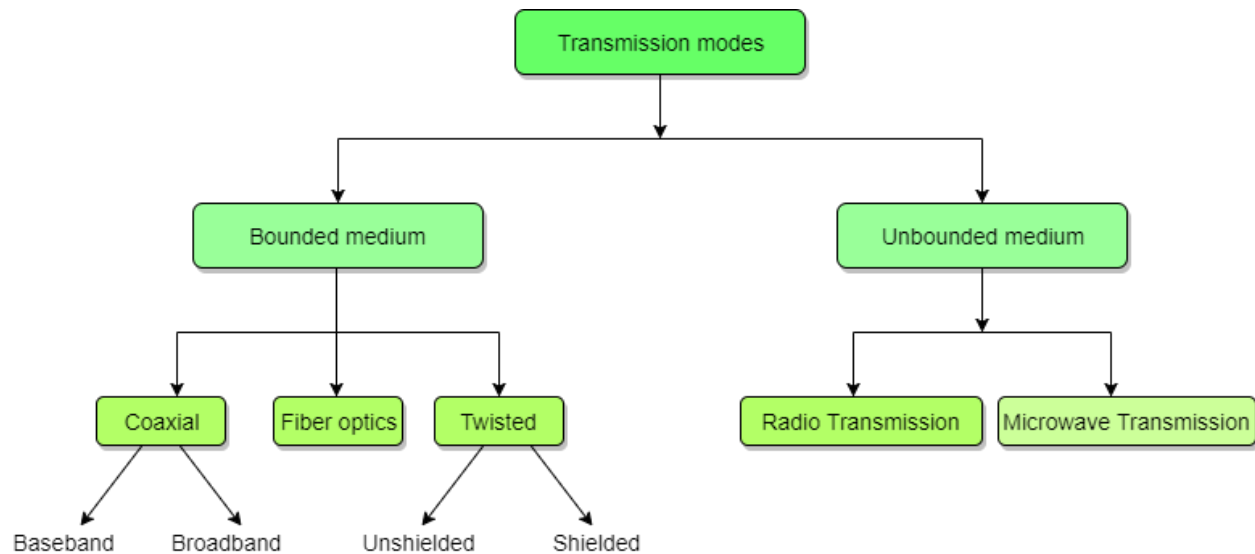 Transmission modes
Bounded medium
Unbounded medium
Coaxial
Fiber optics
Twisted
Radio Transmission
Microwave Transmission
Baseband
Broadband
Unshielded
Shielded